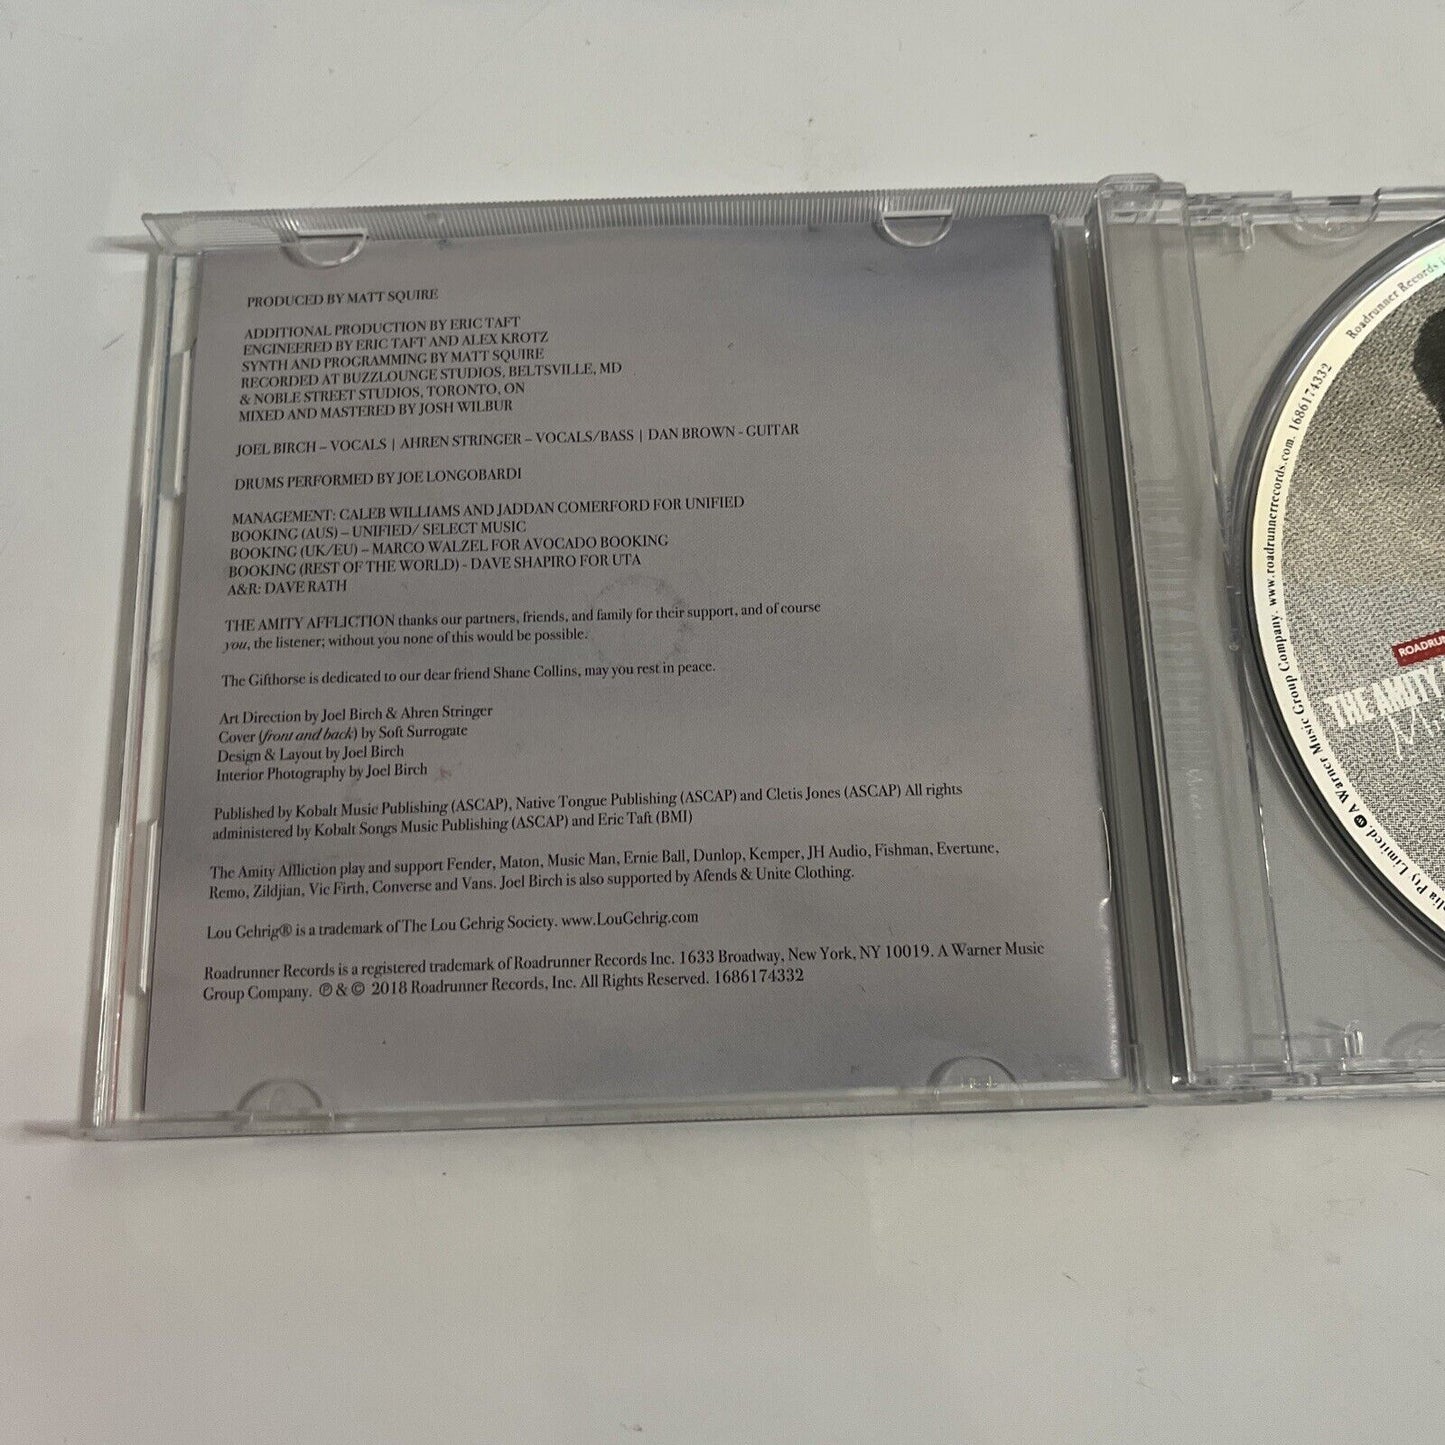 PRODUCED BY MATT SQUIRE
ADDITIONAL PRODUCTION BY ERIC TAFT
ENGINEERED BY ERIC TAFT AND ALEX KROTZ
SYNTH AND PROGRAMMING BY MATT SQUIRE
RECORDED AT BUZZLOUNGE STUDIOS, BELTSVILLE, MD
& NOBLE STREET STUDIOS, TORONTO, ON
MIXED AND MASTERED BY JOSH WILBUR
JOEL BIRCH – VOCALS | AHREN STRINGER – VOCALS/BASS | DAN BROWN - GUITAR
DRUMS PERFORMED BY JOE LONGOBARDI
MANAGEMENT: CALEB WILLIAMS AND JADDAN COMERFORD FOR UNIFIED
BOOKING (AUS) – UNIFIED/ SELECT MUSIC
BOOKING (UK/EU) – MARCO WALZEL FOR AVOCADO BOOKING
BOOKING (REST OF THE WORLD) - DAVE SHAPIRO FOR UTA
A&R: DAVE RATH
THE AMITY AFFLICTION thanks our partners, friends, and family for their support, and of course
you, the listener; without you none of this would be possible.
The Gifthorse is dedicated to our dear friend Shane Collins, may you rest in peace.
Art Direction by Joel Birch & Ahren Stringer
Cover (front and back) by Soft Surrogate
Design & Layout by Joel Birch
Interior Photography by Joel Birch
Published by Kobalt Music Publishing (ASCAP), Native Tongue Publishing (ASCAP) and Cletis Jones (ASCAP) All rights
administered by Kobalt Songs Music Publishing (ASCAP) and Eric Taft (BMI)
The Amity Affliction play and support Fender, Maton, Music Man, Ernie Ball, Dunlop, Kemper, JH Audio, Fishman, Evertune,
Remo, Zildjian, Vic Firth, Converse and Vans. Joel Birch is also supported by Afends & Unite Clothing.
Lou Gehrig® is a trademark of The Lou Gehrig Society. www.LouGehrig.com
Roadrunner Records is a registered trademark of Roadrunner Records Inc. 1633 Broadway, New York, NY 10019. A Warner Music
Group Company. ℗ & © 2018 Roadrunner Records, Inc. All Rights Reserved. 1686174332
Pty Limited. A Warner Music Group Company. www.roadrunnerrecords.com. 1686174332
Roadrunner Records
THE AMITY